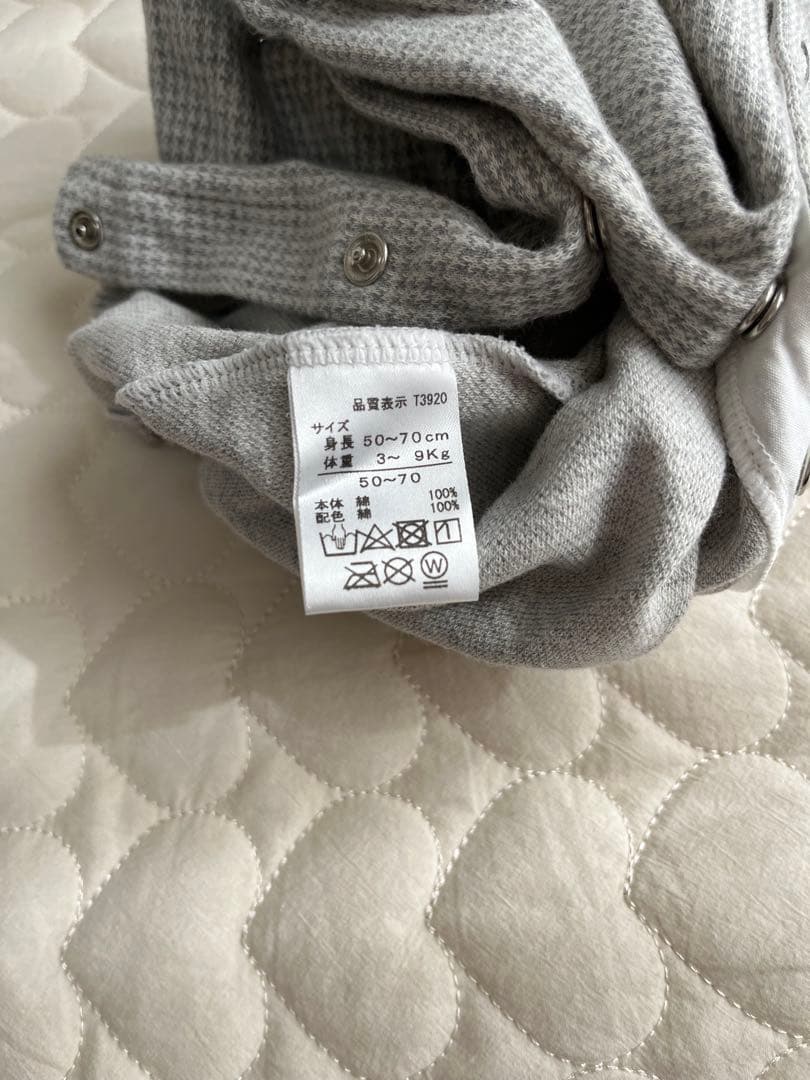 品質表示 T3920
サイズ
身長 50～70cm
体重 3～ 9Kg
50～70
本体 綿 100%
配色 綿 100%
W